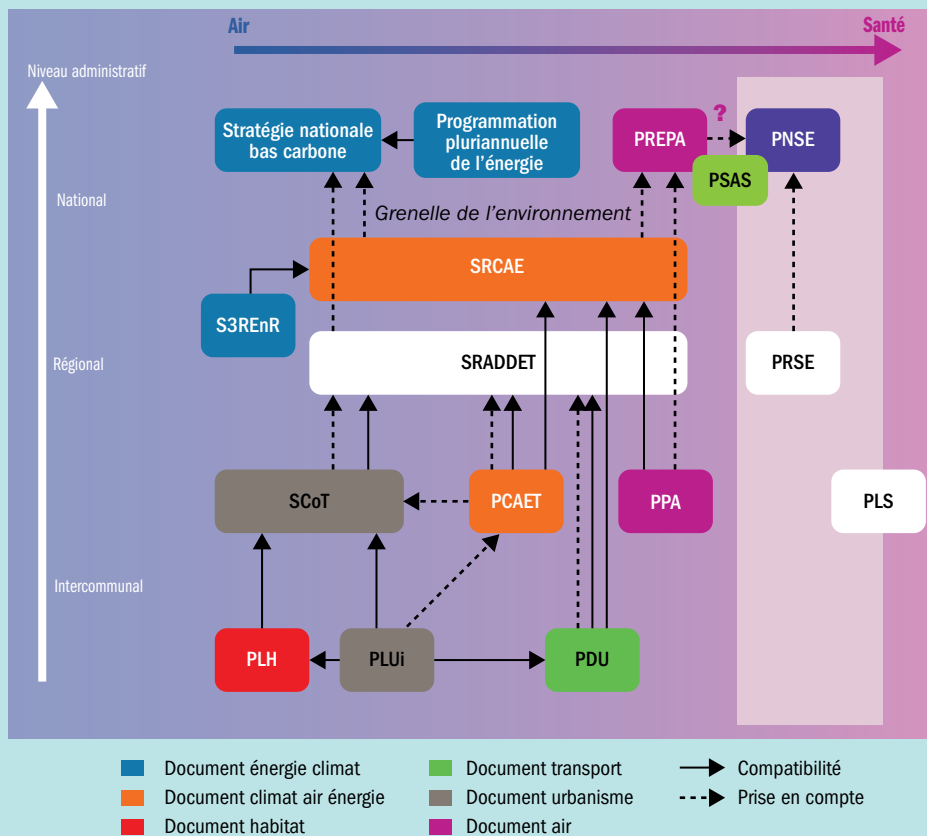 Air
Santé
Niveau administratif
Stratégie nationale
bas carbone
Programmation
pluriannuelle
de l'énergie
PREPA
?
PNSE
PSAS
National
Grenelle de l'environnement
SRCAE
S3REnR
Régional
SRADDET
PRSE
SCoT
PCAET
PPA
PLS
Intercommunal
PLH
PLUi
PDU
Document énergie climat
Document climat air énergie
Document habitat
Document transport
Document urbanisme
Document air
Compatibilité
Prise en compte